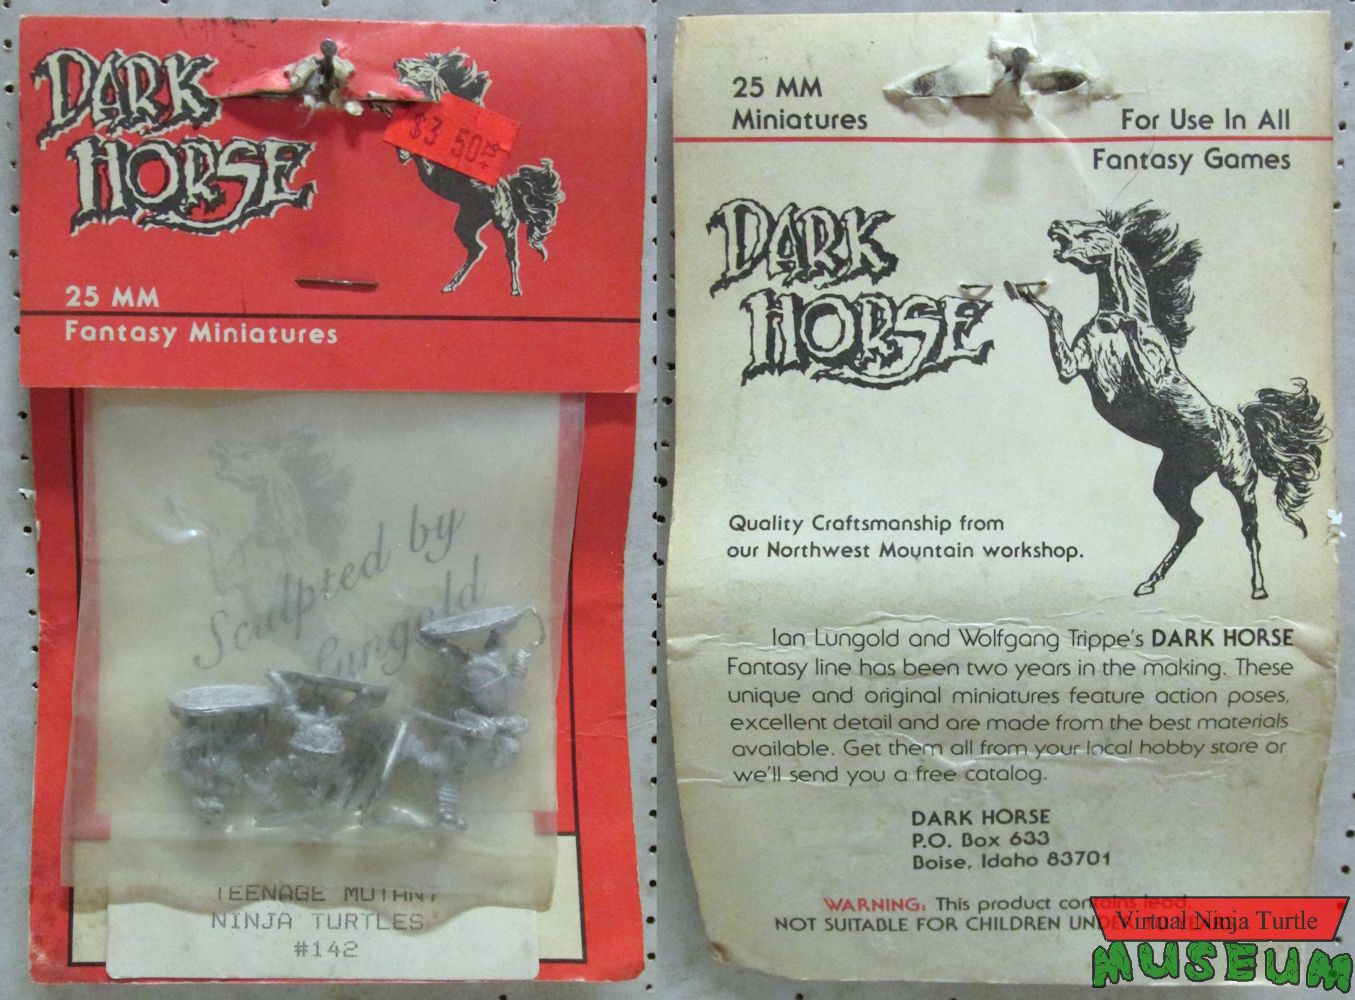 DARK
HORSE
$3.50
25 MM
Fantasy Miniatures
Sculpted by
Lungold
TEENAGE MUTANT
NINJA TURTLES
#142
25 MM
Miniatures
For Use In All
Fantasy Games
DARK
HORSE
Quality Craftsmanship from
our Northwest Mountain workshop.
Ian Lungold and Wolfgang Trippe's DARK HORSE
Fantasy line has been two years in the making. These
unique and original miniatures feature action poses,
excellent detail and are made from the best materials
available. Get them all from your local hobby store or
we'll send you a free catalog.
DARK HORSE
P.O. Box 633
Boise, Idaho 83701
WARNING: This product contains lead.
NOT SUITABLE FOR CHILDREN
Virtual Ninja Turtle
MUSEUM